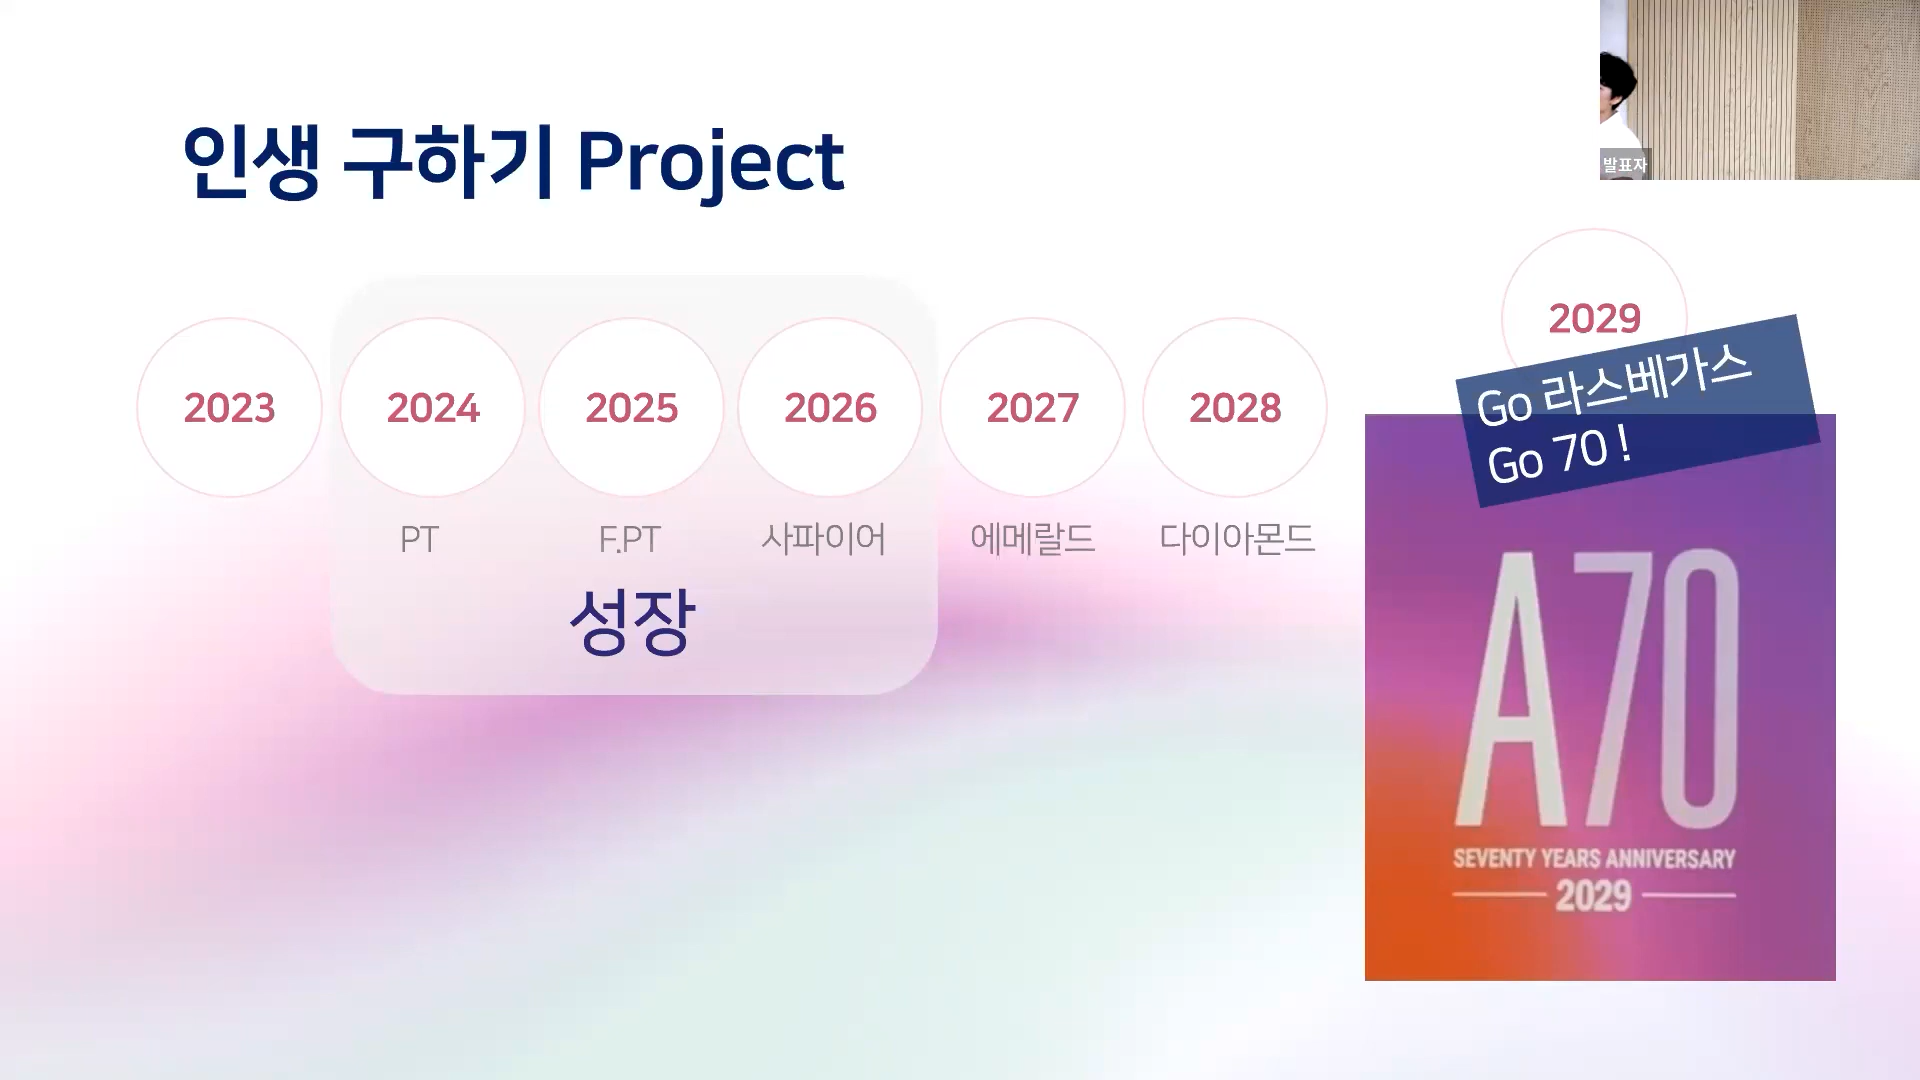 인생 구하기 Project
발표자
2023
2024
2025
2026
2027
2028
2029
PT
F.PT
사파이어
에메랄드
다이아몬드
성장
Go 라스베가스
Go 70 !
A70
SEVENTY YEARS ANNIVERSARY
2029